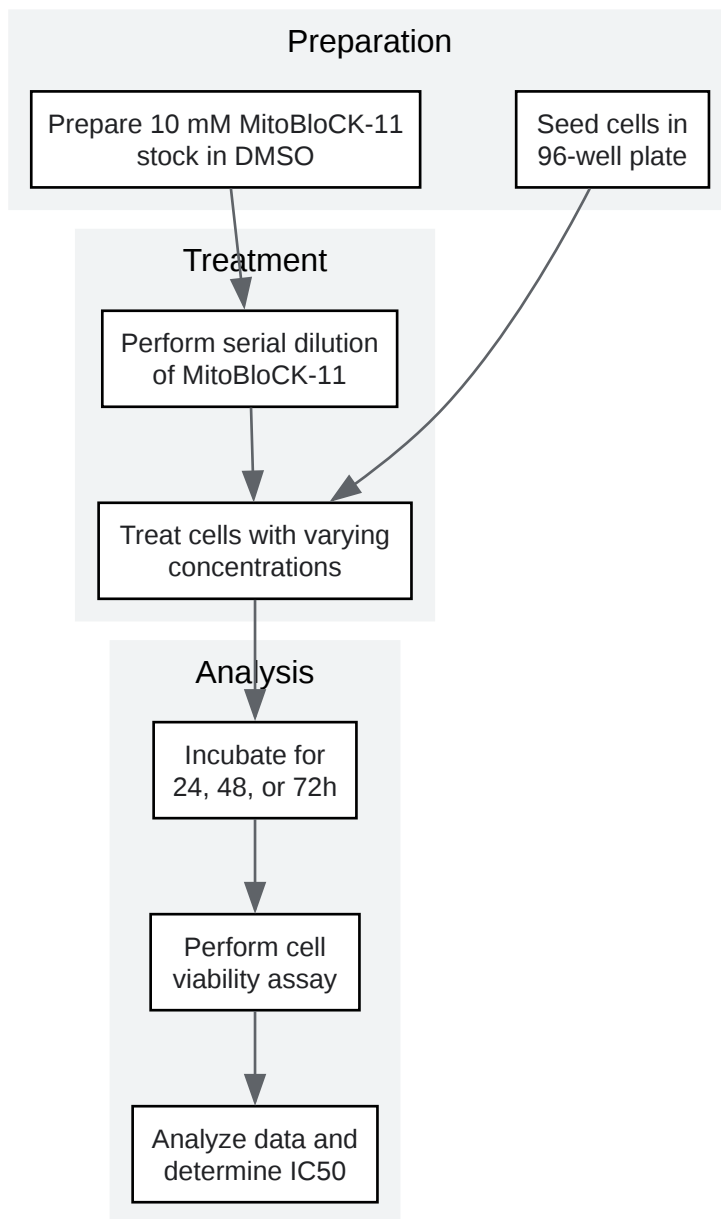 Preparation
Prepare 10 mM MitoBloCK-11
stock in DMSO
Seed cells in
96-well plate
Treatment
Perform serial dilution
of MitoBloCK-11
Treat cells with varying
concentrations
Analysis
Incubate for
24, 48, or 72h
Perform cell
viability assay
Analyze data and
determine IC50